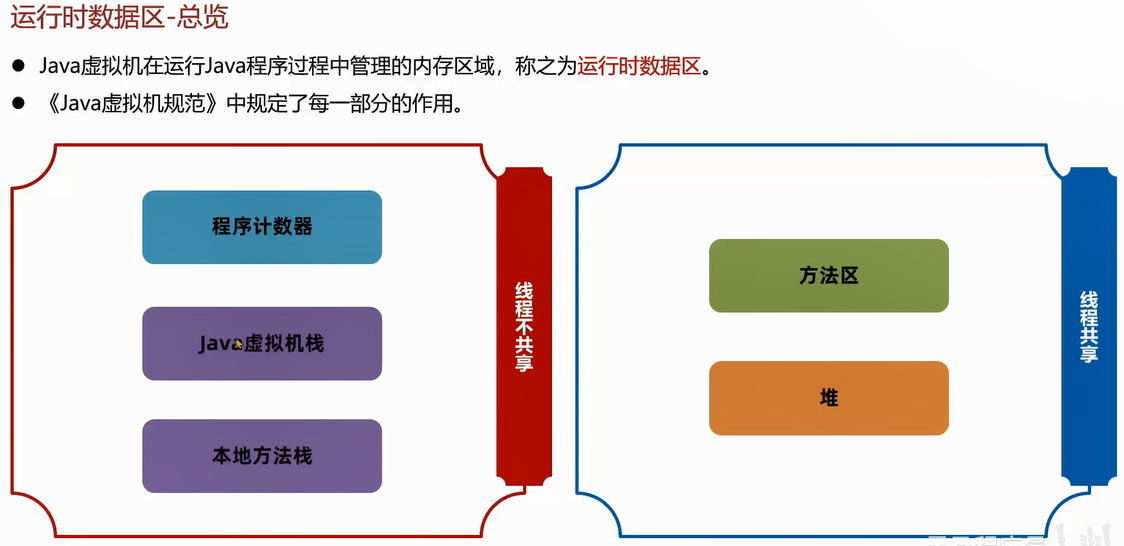 运行时数据区-总览
Java虚拟机在运行Java程序过程中管理的内存区域，称之为运行时数据区。
《Java虚拟机规范》中规定了每一部分的作用。
程序计数器
Java虚拟机栈
本地方法栈
线程不共享
方法区
堆
线程共享